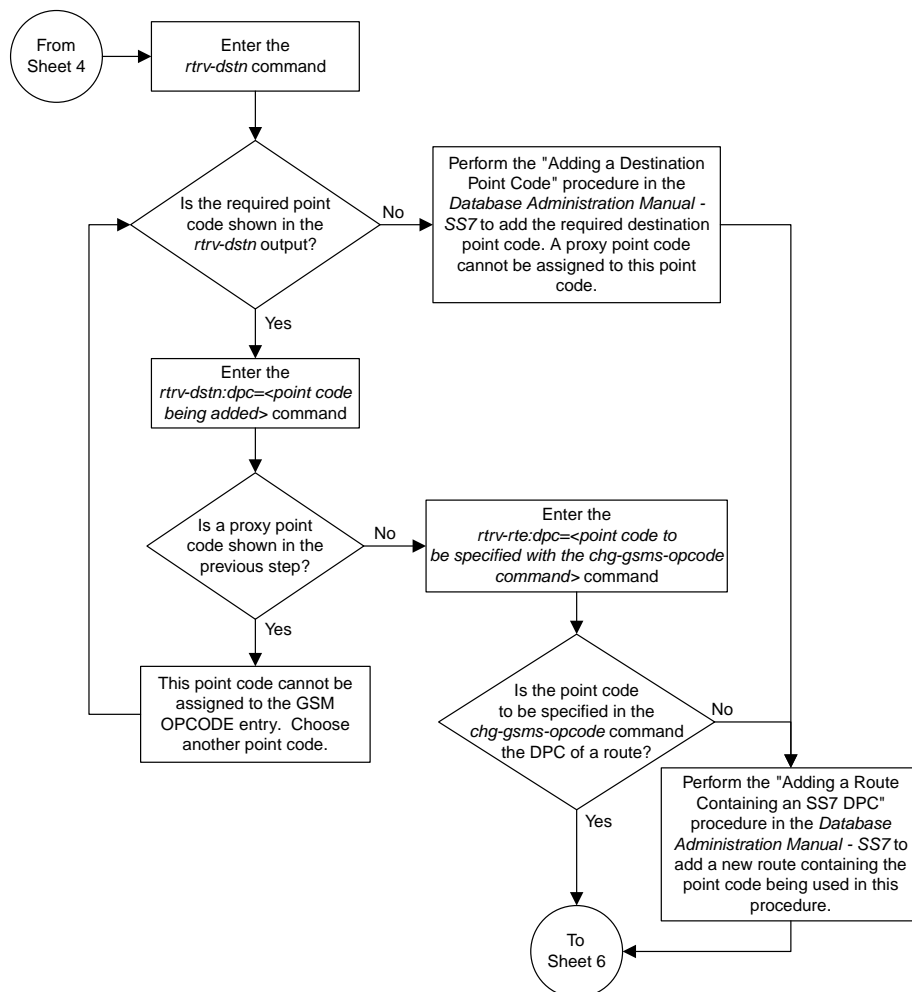 From
Sheet 4
Enter the
rtrv-dstn command
Is the required point
code shown in the
rtrv-dstn output?
No
Perform the "Adding a Destination
Point Code" procedure in the
Database Administration Manual -
SS7 to add the required destination
point code. A proxy point code
cannot be assigned to this point
code.
Yes
Enter the
rtrv-dstn:dpc=<point code
being added> command
Is a proxy point
code shown in the
previous step?
No
Enter the
rtrv-rte:dpc=<point code to
be specified with the chg-gsms-opcode
command> command
Yes
This point code cannot be
assigned to the GSM
OPCODE entry. Choose
another point code.
Is the point code
to be specified in the
chg-gsms-opcode command
the DPC of a route?
No
Yes
Perform the "Adding a Route
Containing an SS7 DPC"
procedure in the Database
Administration Manual - SS7 to
add a new route containing the
point code being used in this
procedure.
To
Sheet 6